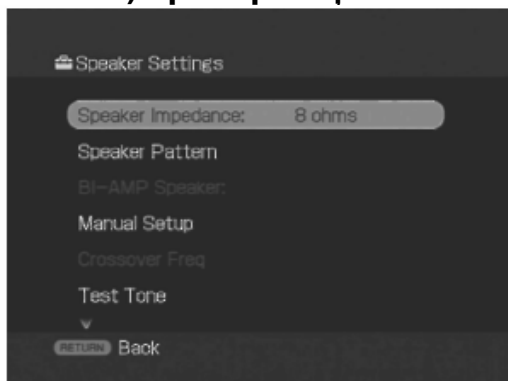 Speaker Settings
Speaker Impedance: 8 ohms
Speaker Pattern
BI-AMP Speaker:
Manual Setup
Crossover Freq
Test Tone
RETURN Back